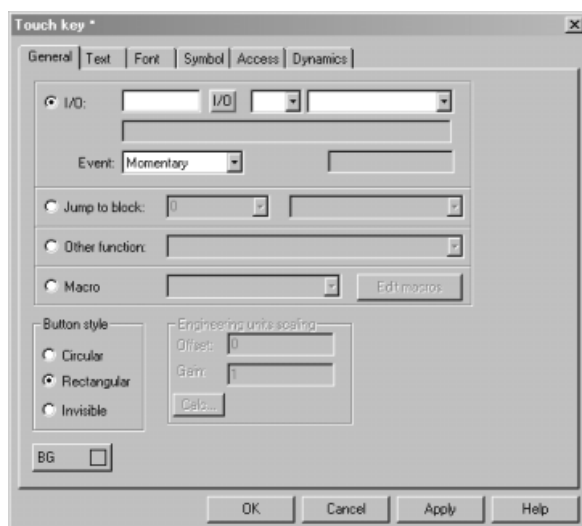 Touch key *
General Text Font Symbol Access Dynamics
I/O: I/O
Event: Momentary
Jump to block: 0
Other function:
Macro Edit macros
Button style Engineering units scaling
Circular Offset: 0
Rectangular Gain: 1
Invisible Calc...
BG
OK Cancel Apply Help